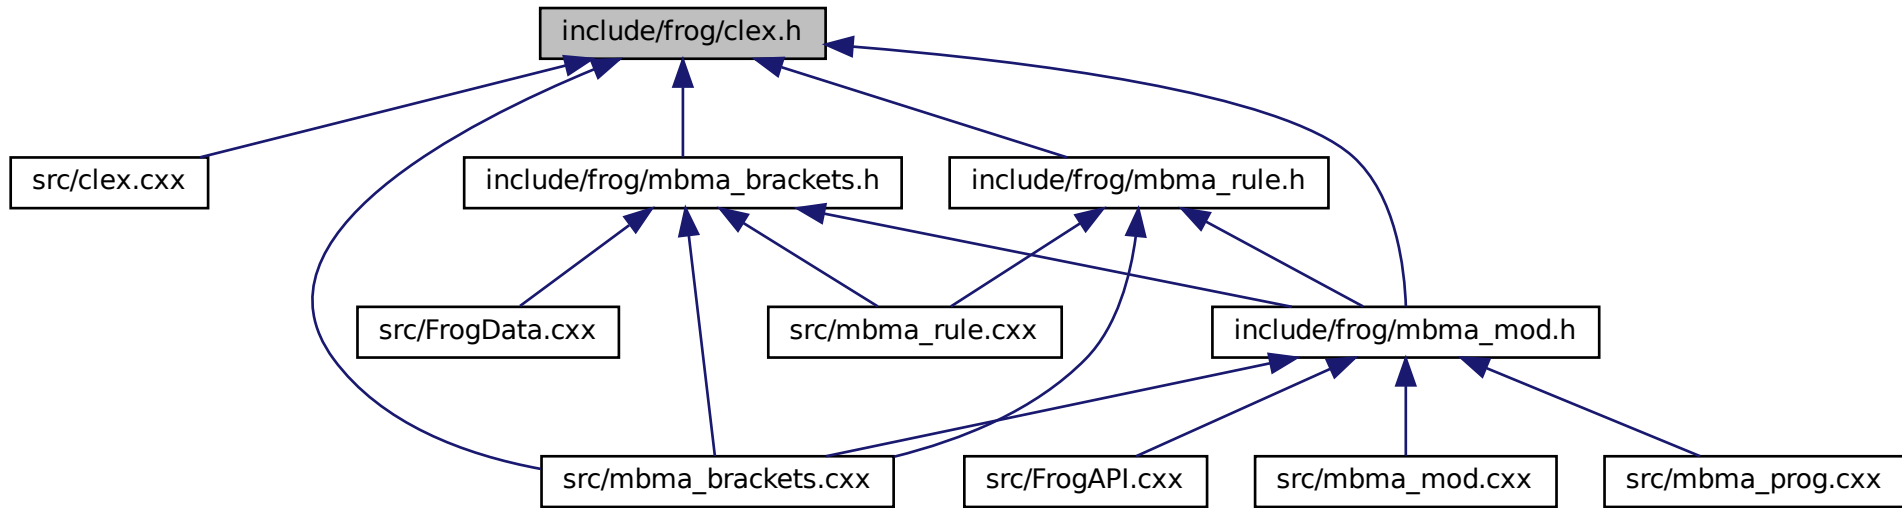 include/frog/clex.h
src/clex.cxx
include/frog/mbma_brackets.h
include/frog/mbma_rule.h
src/FrogData.cxx
src/mbma_rule.cxx
include/frog/mbma_mod.h
src/mbma_brackets.cxx
src/FrogAPI.cxx
src/mbma_mod.cxx
src/mbma_prog.cxx